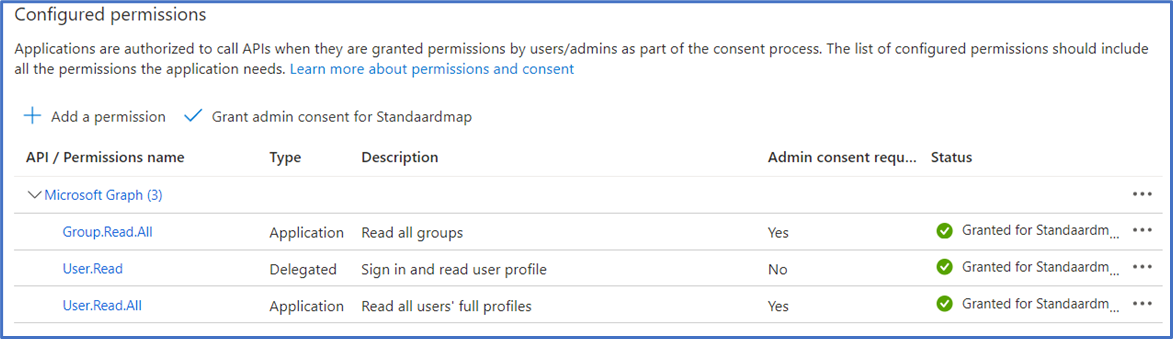 Configured permissions
Applications are authorized to call APIs when they are granted permissions by users/admins as part of the consent process. The list of configured permissions should include
all the permissions the application needs. Learn more about permissions and consent
Add a permission Grant admin consent for Standaardmap
API / Permissions name Type Description Admin consent requ... Status
Microsoft Graph (3)
Group.Read.All Application Read all groups Yes Granted for Standaardm...
User.Read Delegated Sign in and read user profile No Granted for Standaardm...
User.Read.All Application Read all users' full profiles Yes Granted for Standaardm...